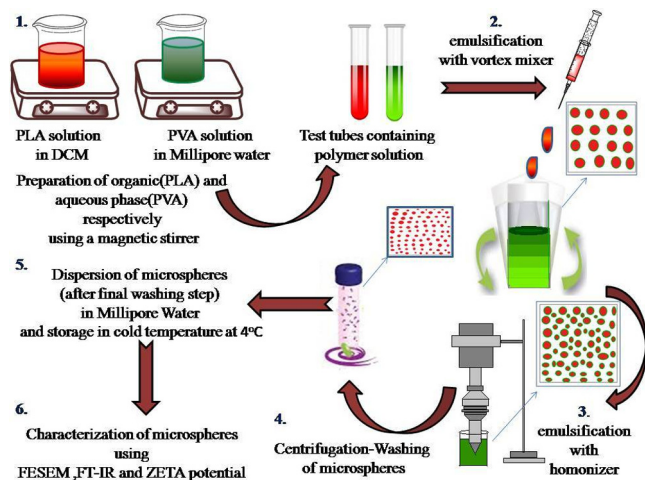 1.
PLA solution
in DCM
PVA solution
in Millipore water
Preparation of organic(PLA) and
aqueous phase(PVA)
respectively
using a magnetic stirrer
Test tubes containing
polymer solution
2.
emulsification
with vortex mixer
3.
emulsification
with
homonizer
4.
Centrifugation-Washing
of microspheres
5.
Dispersion of microspheres
(after final washing step)
in Millipore Water
and storage in cold temperature at 4°C
6.
Characterization of microspheres
using
FESEM ,FT-IR and ZETA potential